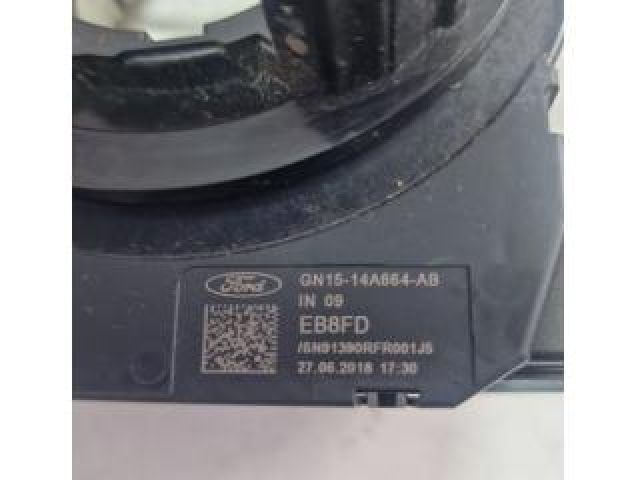 Ford
GN15-14A664-AB
IN 09
EB8FD
27.06.2018 17:30